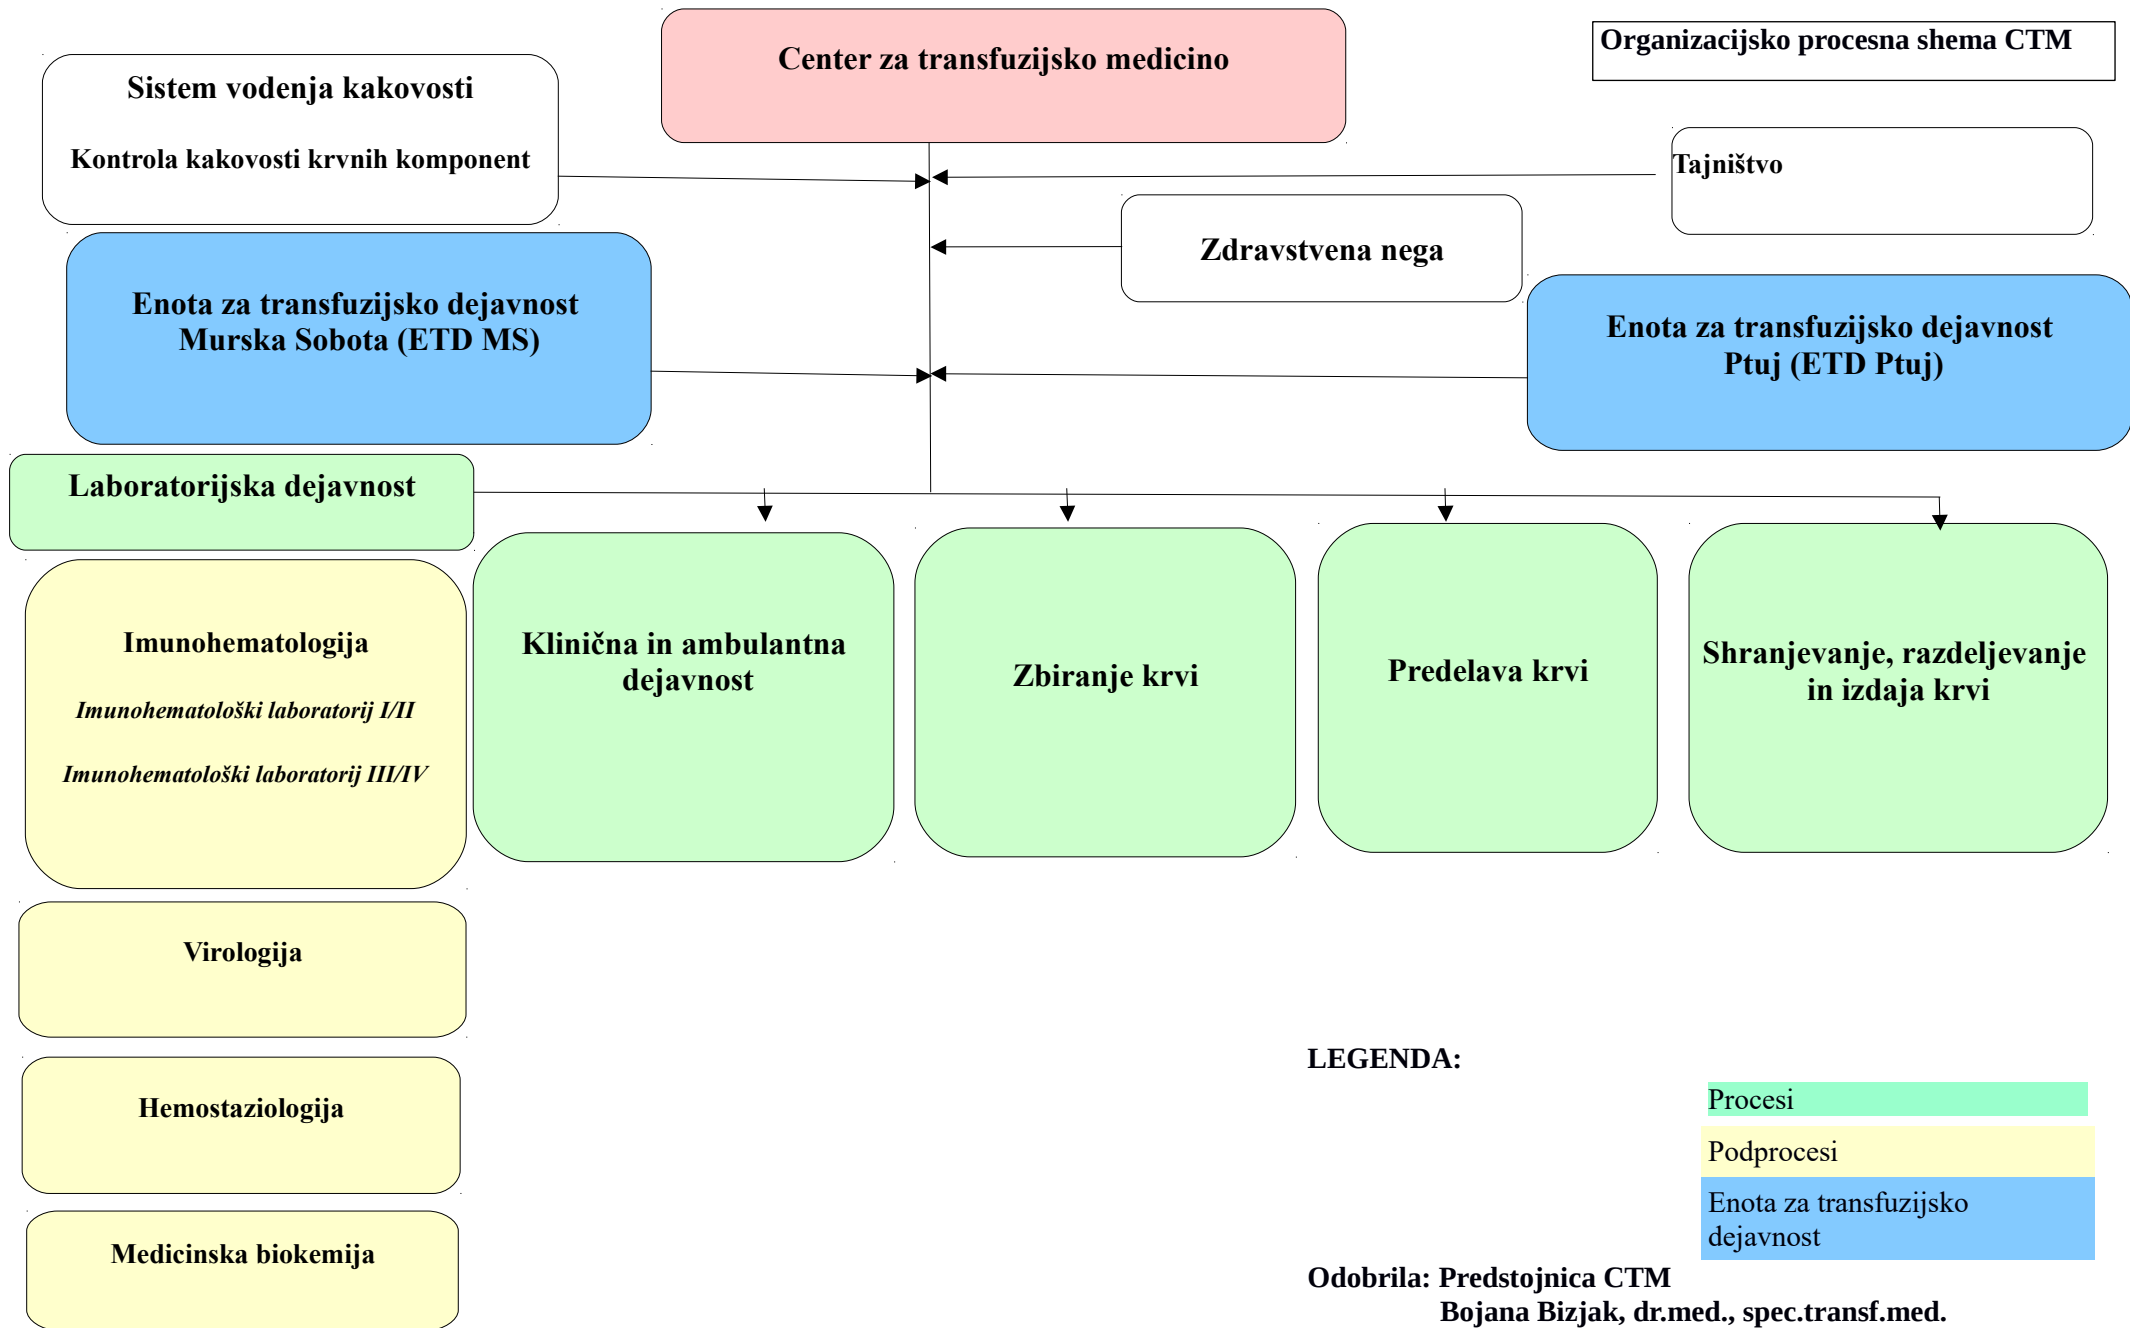 Center za transfuzijsko medicino
Organizacijsko procesna shema CTM
Sistem vodenja kakovosti
Kontrola kakovosti krvnih komponent
Tajništvo
Zdravstvena nega
Enota za transfuzijsko dejavnost
Murska Sobota (ETD MS)
Enota za transfuzijsko dejavnost
Ptuj (ETD Ptuj)
Laboratorijska dejavnost
Imunohematologija
Imunohematološki laboratorij I/II
Imunohematološki laboratorij III/IV
Klinična in ambulantna
dejavnost
Zbiranje krvi
Predelava krvi
Shranjevanje, razdeljevanje
in izdaja krvi
Virologija
Hemostaziologija
Medicinska biokemija
LEGENDA:
Procesi
Podprocesi
Enota za transfuzijsko
dejavnost
Odobrila: Predstojnica CTM
Bojana Bizjak, dr.med., spec.transf.med.